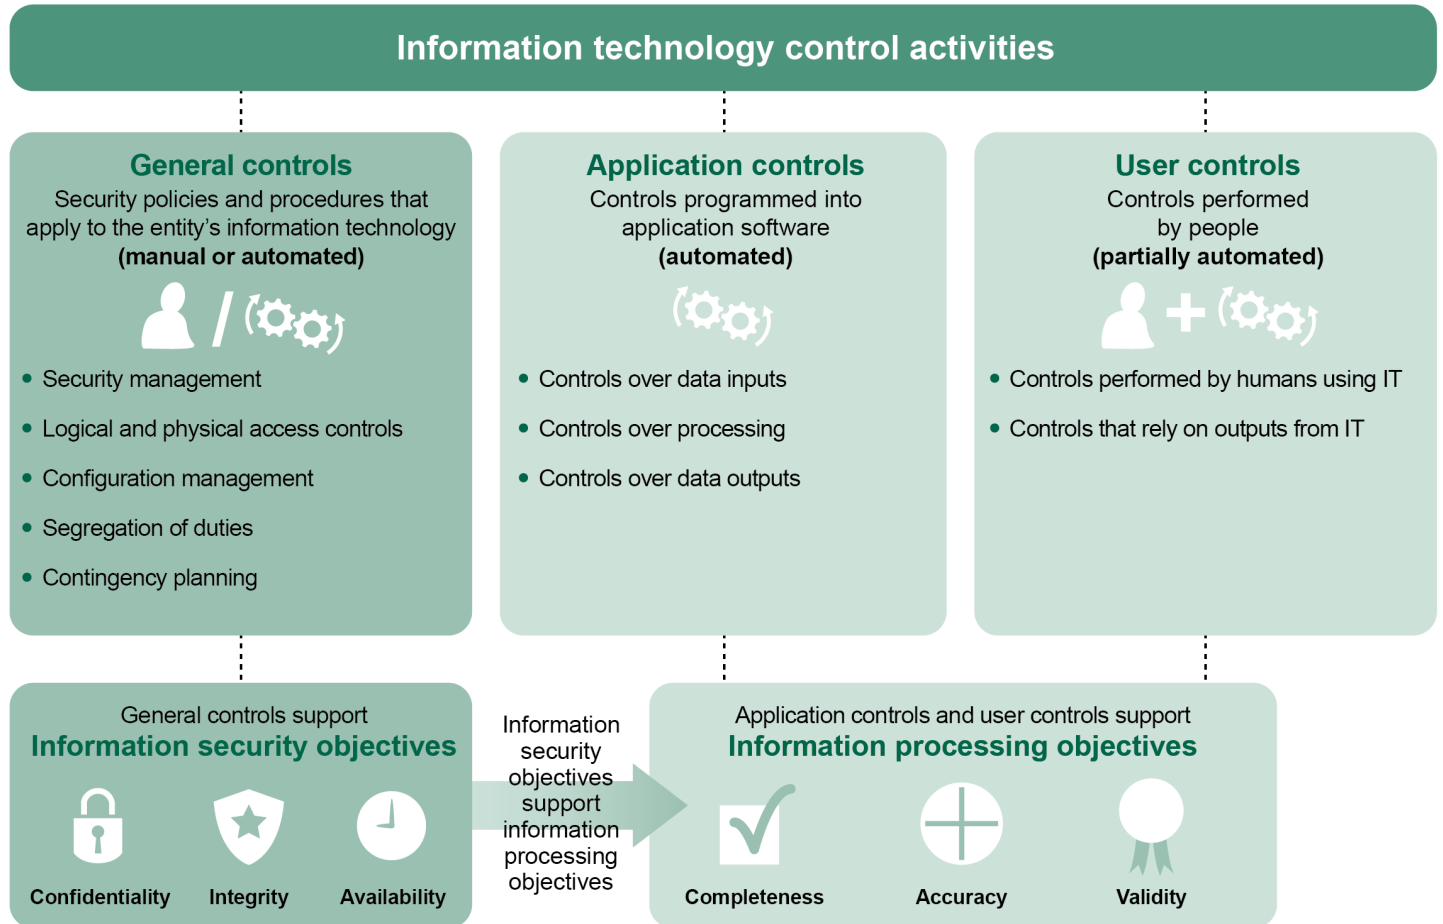 Information technology control activities
General controls
Security policies and procedures that
apply to the entity’s information technology
(manual or automated)
Security management
Logical and physical access controls
Configuration management
Segregation of duties
Contingency planning
Application controls
Controls programmed into
application software
(automated)
Controls over data inputs
Controls over processing
Controls over data outputs
User controls
Controls performed
by people
(partially automated)
Controls performed by humans using IT
Controls that rely on outputs from IT
General controls support
Information security objectives
Confidentiality
Integrity
Availability
Information
security
objectives
support
information
processing
objectives
Application controls and user controls support
Information processing objectives
Completeness
Accuracy
Validity